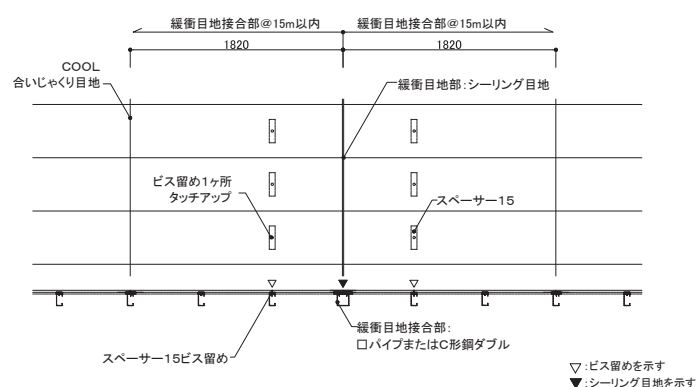 緩衝目地接合部@15m以内
緩衝目地接合部@15m以内
1820
1820
COOL
合いじゃくり目地
緩衝目地部:シーリング目地
ビス留め1ヶ所
タッチアップ
スペーサー15
緩衝目地接合部:
□パイプまたはC形鋼ダブル
スペーサー15ビス留め
▽:ビス留めを示す
▼:シーリング目地を示す